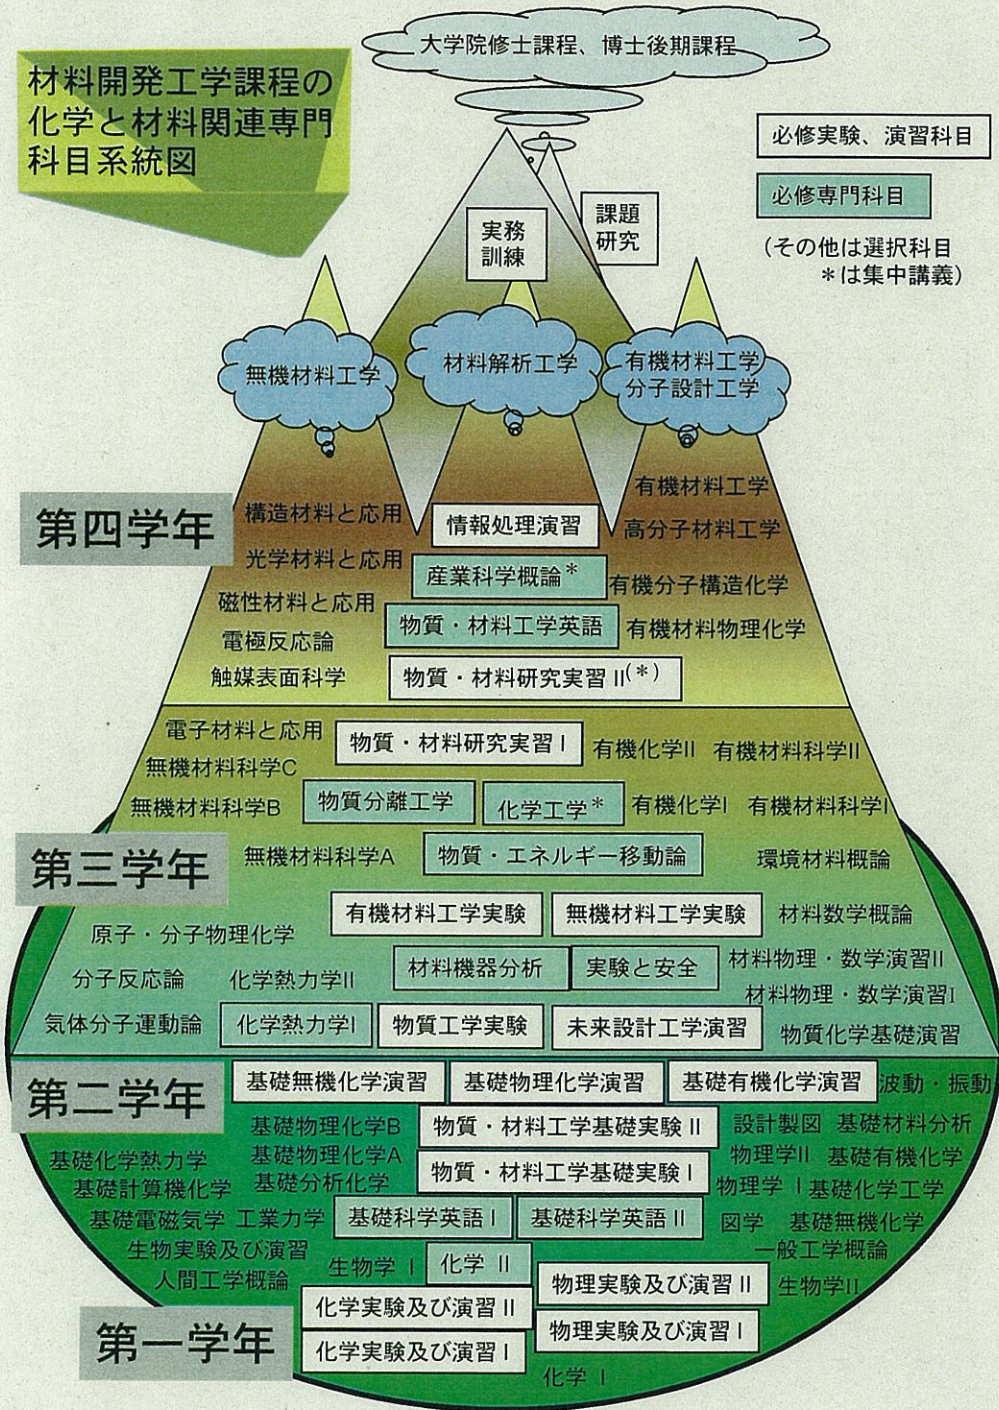 大学院修士課程、博士後期課程
材料開発工学課程の
化学と材料関連専門
科目系統図
必修実験、演習科目
必修専門科目
(その他は選択科目
*は集中講義)
実務
訓練
課題
研究
無機材料工学
材料解析工学
有機材料工学
分子設計工学
第四学年
有機材料工学
構造材料と応用
情報処理演習
高分子材料工学
光学材料と応用
産業科学概論*
有機分子構造化学
磁性材料と応用
物質・材料工学英語
有機材料物理化学
電極反応論
触媒表面科学
物質・材料研究実習II(*)
電子材料と応用
物質・材料研究実習I
有機化学II
有機材料科学II
無機材料科学C
無機材料科学B
物質分離工学
化学工学*
有機化学I
有機材料科学I
第三学年
無機材料科学A
物質・エネルギー移動論
環境材料概論
有機材料工学実験
無機材料工学実験
材料数学概論
原子・分子物理化学
分子反応論
化学熱力学II
材料機器分析
実験と安全
材料物理・数学演習II
材料物理・数学演習I
気体分子運動論
化学熱力学I
物質工学実験
未来設計工学演習
物質化学基礎演習
第二学年
基礎無機化学演習
基礎物理化学演習
基礎有機化学演習
波動・振動
基礎物理化学B
物質・材料工学基礎実験II
設計製図
基礎材料分析
基礎化学熱力学
基礎物理化学A
物理学II
基礎有機化学
基礎計算機化学
基礎分析化学
物質・材料工学基礎実験I
物理学 I
基礎化学工学
基礎電磁気学
工業力学
基礎科学英語I
基礎科学英語II
図学
基礎無機化学
生物実験及び演習
生物学 I
化学 II
一般工学概論
人間工学概論
物理実験及び演習II
生物学II
化学実験及び演習II
第一学年
物理実験及び演習I
化学実験及び演習I
化学 I